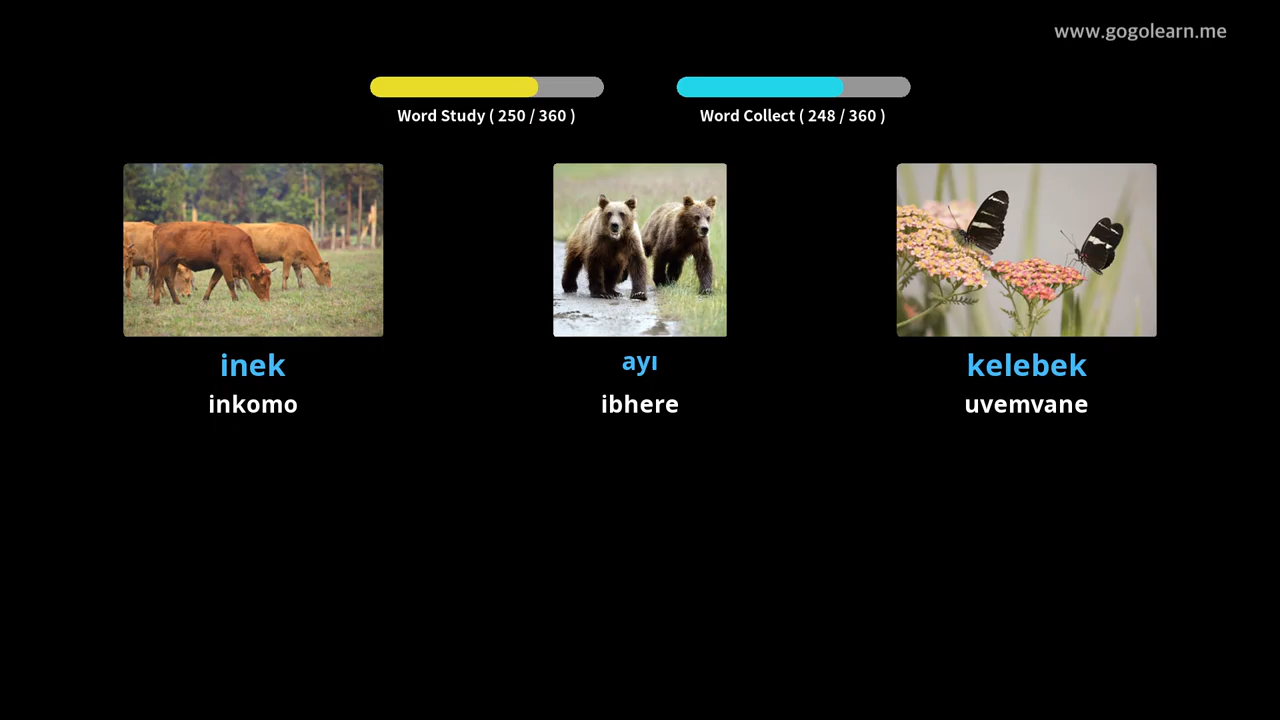 www.gogolearn.me
Word Study ( 250 / 360 )
Word Collect ( 248 / 360 )
inek
ayı
kelebek
inkomo
ibhere
uvemvane